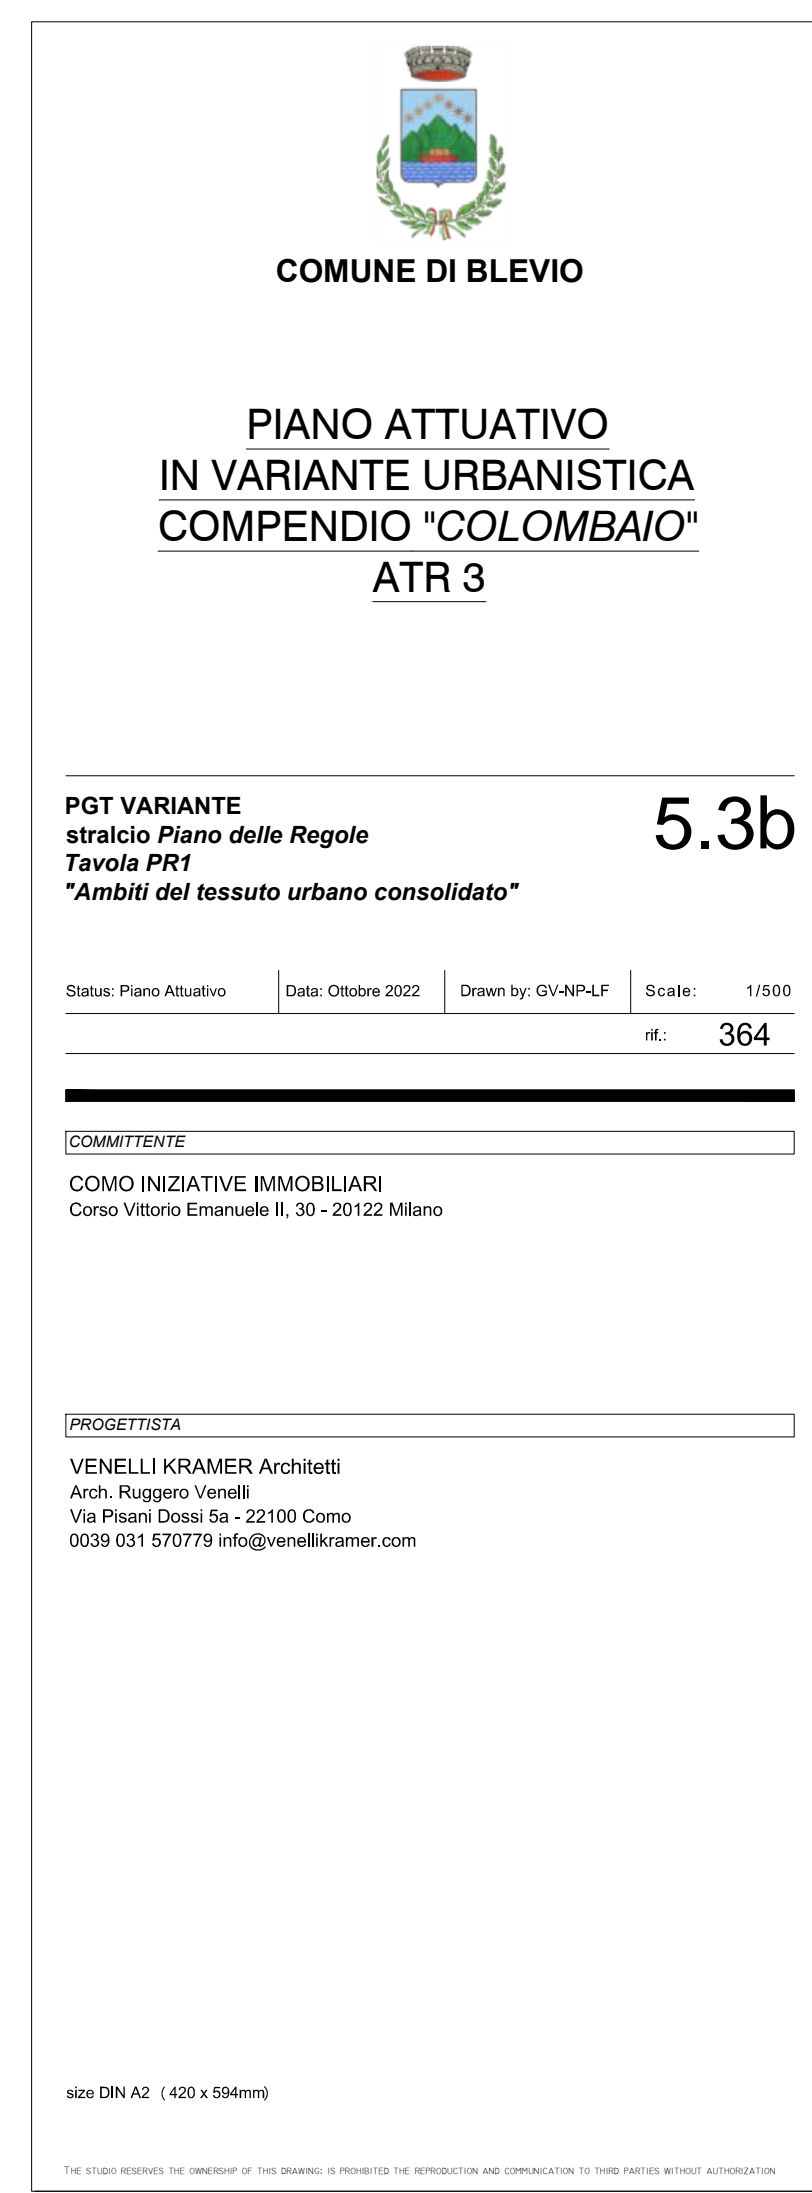 COMUNE DI BLEVIO
PIANO ATTUATIVO
IN VARIANTE URBANISTICA
COMPENDIO "COLOMBAIO"
ATR 3
PGT VARIANTE
stralcio Piano delle Regole
Tavola PR1
"Ambiti del tessuto urbano consolidato"
5.3b
Status: Piano Attuativo Data: Ottobre 2022 Drawn by: GV-NP-LF Scale: 1/500
rif.: 364
COMMITTENTE
COMO INIZIATIVE IMMOBILIARI
Corso Vittorio Emanuele II, 30 - 20122 Milano
PROGETTISTA
VENELLI KRAMER Architetti
Arch. Ruggero Venelli
Via Pisani Dossi 5a - 22100 Como
0039 031 570779 info@venellikramer.com
size DIN A2 ( 420 x 594mm)
THE STUDIO RESERVES THE OWNERSHIP OF THIS DRAWING: IS PROHIBITED THE REPRODUCTION AND COMMUNICATION TO THIRD PARTIES WITHOUT AUTHORIZATION